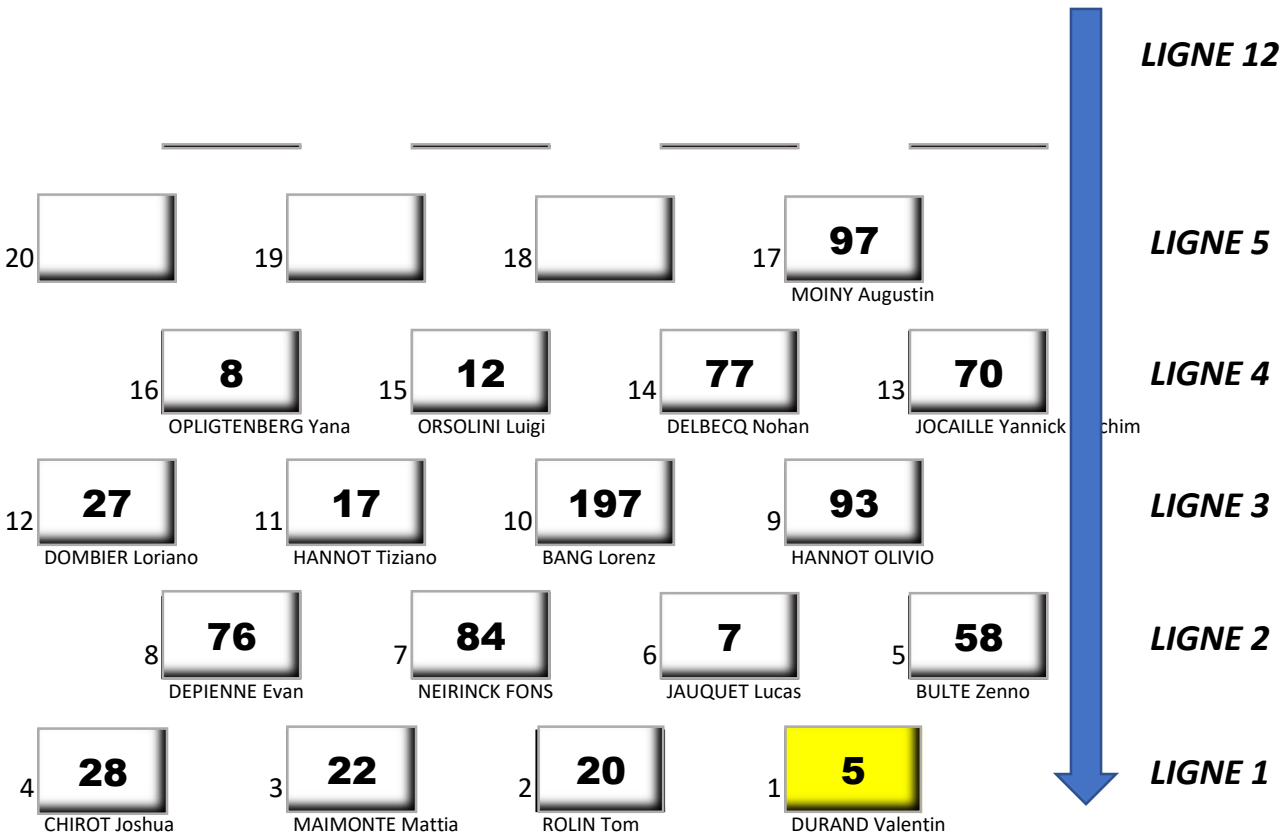 LIGNE 12
20 19 18 17 97 LIGNE 5
MOINY Augustin
16 8 15 12 14 77 13 70 LIGNE 4
OPLIGTENBERG Yana ORSOLINI Luigi DELBECQ Nohan JOCAILLE Yannick chim
12 27 11 17 10 197 9 93 LIGNE 3
DOMBIER Loriano HANNOT Tiziano BANG Lorenz HANNOT OLIVIO
8 76 7 84 6 7 5 58 LIGNE 2
DEPIENNE Evan NEIRINCK FONS JAUQUET Lucas BULTE Zenno
4 28 3 22 2 20 1 5 LIGNE 1
CHIROT Joshua MAIMONTE Mattia ROLIN Tom DURAND Valentin